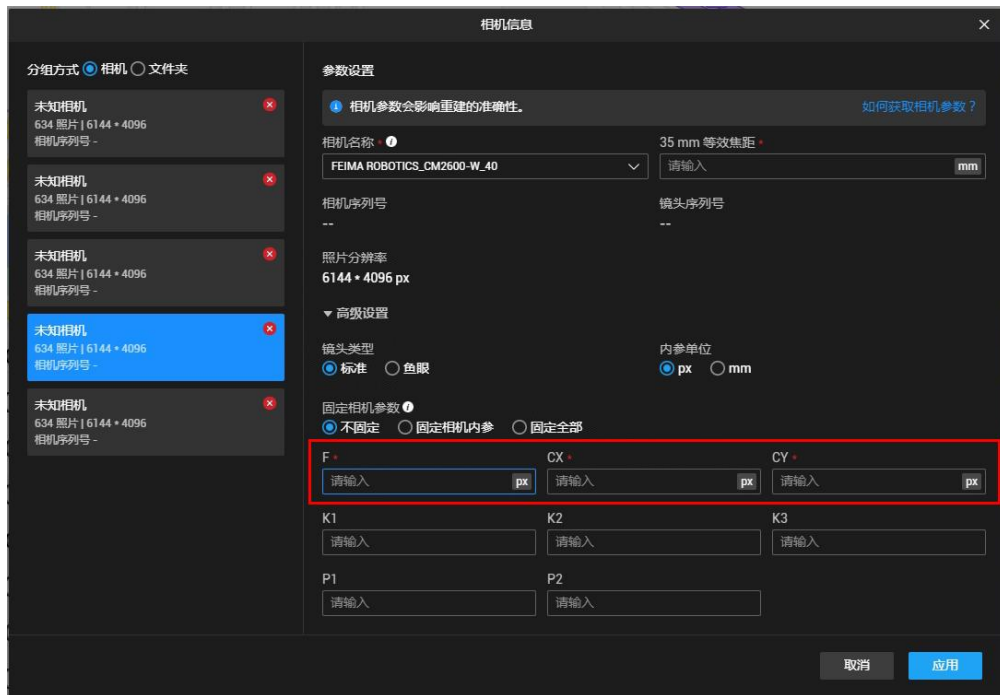 相机信息
分组方式 相机 文件夹
未知相机
634 照片 | 6144 * 4096
相机序列号 -
未知相机
634 照片 | 6144 * 4096
相机序列号 -
未知相机
634 照片 | 6144 * 4096
相机序列号 -
未知相机
634 照片 | 6144 * 4096
相机序列号 -
未知相机
634 照片 | 6144 * 4096
相机序列号 -
参数设置
相机参数会影响重建的准确性。 如何获取相机参数?
相机名称 * 35 mm 等效焦距 *
FEIMA ROBOTICS_CM2600-W_40 请输入 mm
相机序列号 镜头序列号
-- --
照片分辨率
6144 * 4096 px
高级设置
镜头类型 内参单位
标准 鱼眼 px mm
固定相机参数
不固定 固定相机内参 固定全部
F * CX * CY *
请输入 px 请输入 px 请输入 px
K1 K2 K3
请输入 请输入 请输入
P1 P2
请输入 请输入
取消 应用